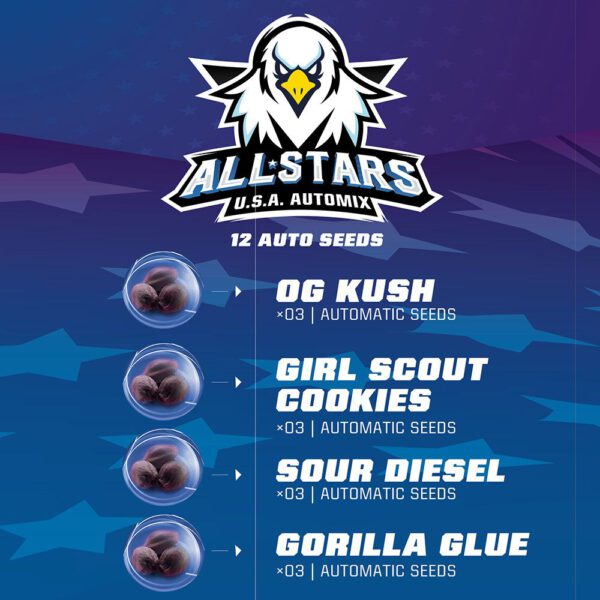 ALL★STARS
U.S.A. AUTOMIX
12 AUTO SEEDS
OG KUSH
×03 | AUTOMATIC SEEDS
GIRL SCOUT
COOKIES
×03 | AUTOMATIC SEEDS
SOUR DIESEL
×03 | AUTOMATIC SEEDS
GORILLA GLUE
×03 | AUTOMATIC SEEDS